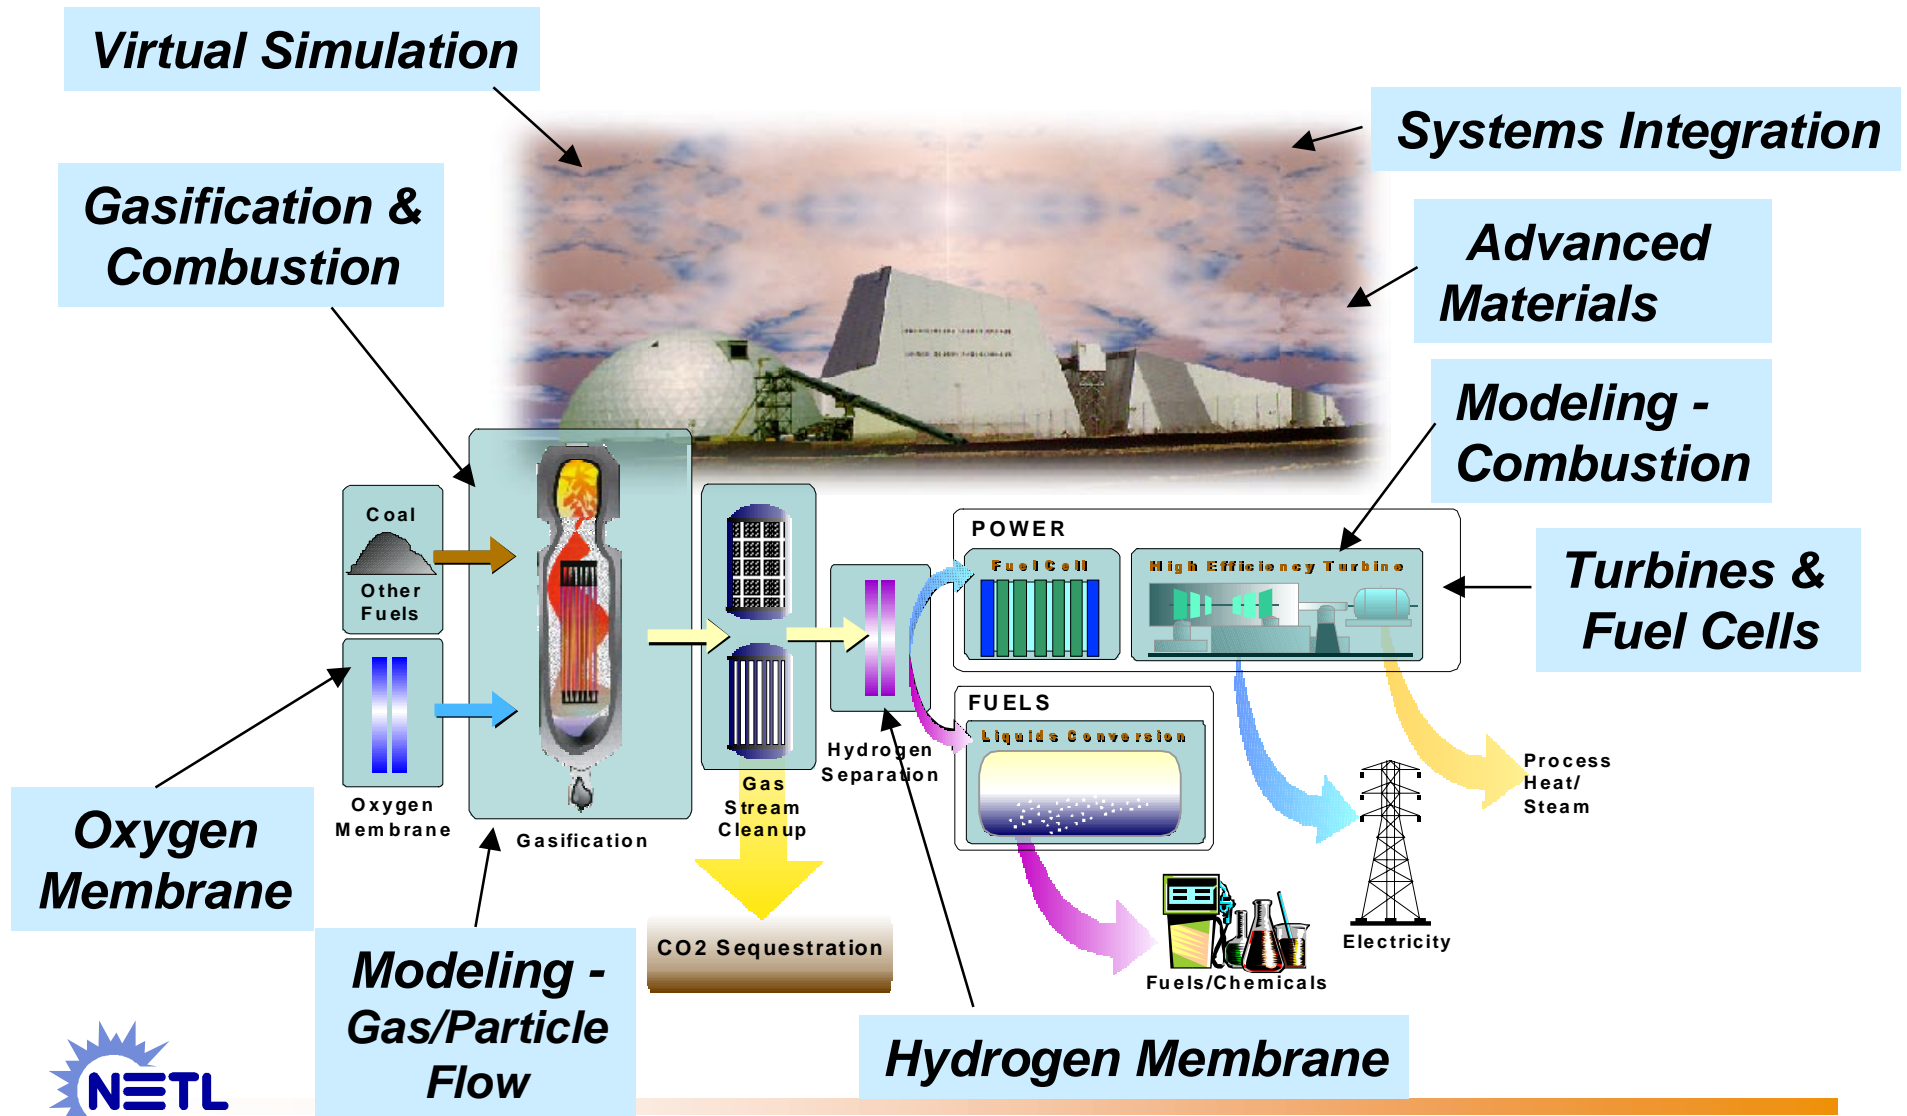 Virtual Simulation
Systems Integration
Gasification &
Combustion
Advanced
Materials
Modeling -
Combustion
Turbines &
Fuel Cells
Coal
Other
Fuels
POWER
Fuel Cell
High Efficiency Turbine
FUELS
Liquids Conversion
Hydrogen
Separation
Gas
Stream
Cleanup
Oxygen
Membrane
Gasification
Process
Heat/
Steam
Electricity
Fuels/Chemicals
CO2 Sequestration
Oxygen
Membrane
Modeling -
Gas/Particle
Flow
Hydrogen Membrane
NETL